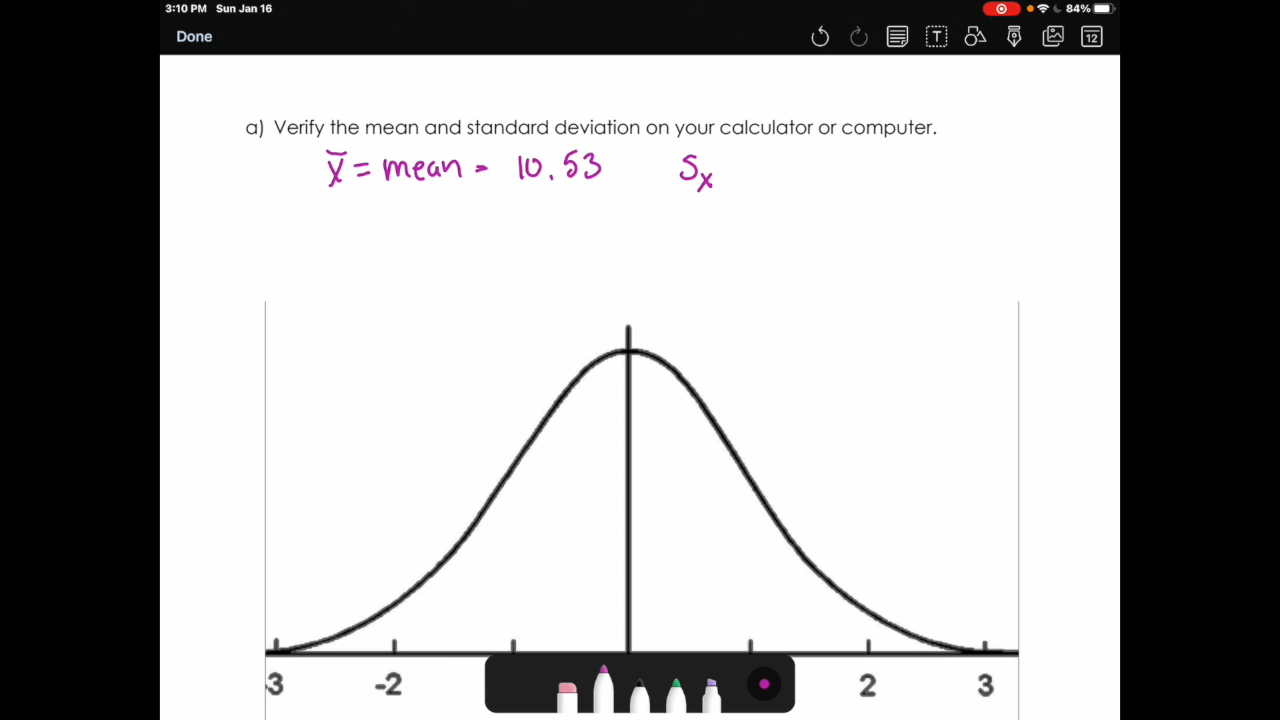 3:10 PM Sun Jan 16 84%
Done T 12
a) Verify the mean and standard deviation on your calculator or computer.
x̄ = mean = 10.53 Sx
-3 -2 2 3